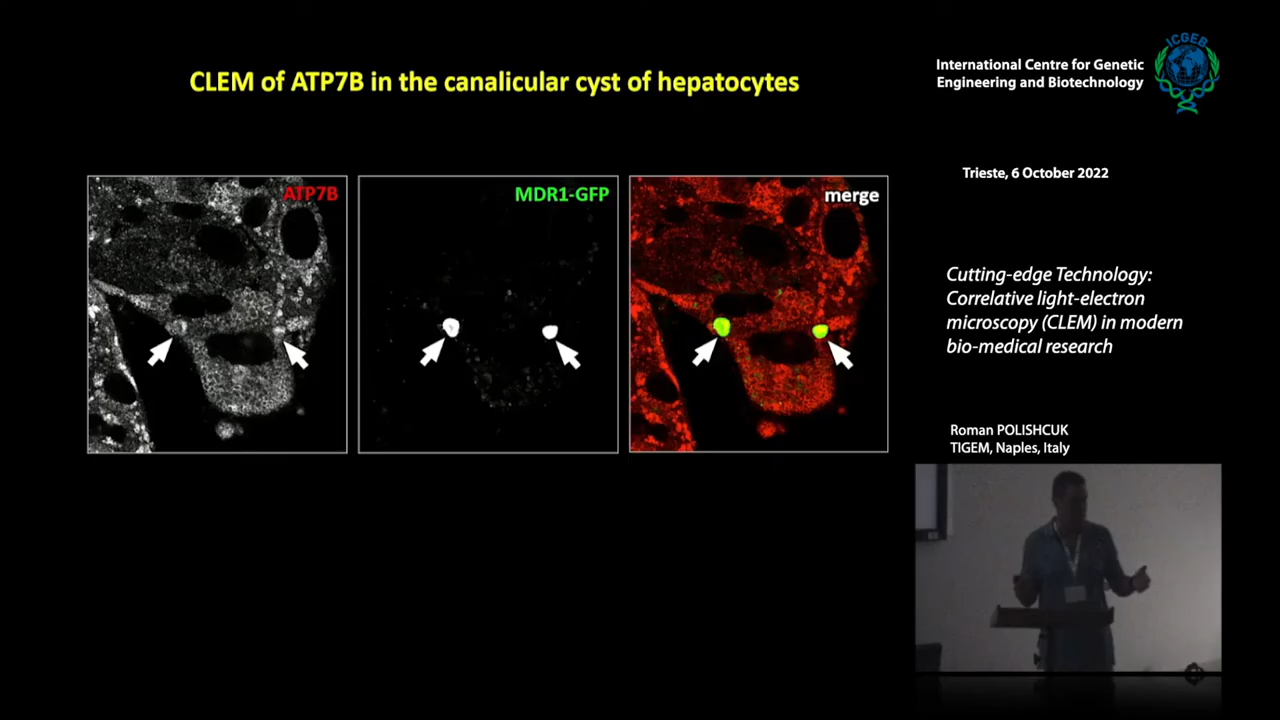 CLEM of ATP7B in the canalicular cyst of hepatocytes
ATP7B
MDR1-GFP
merge
International Centre for Genetic
Engineering and Biotechnology
ICGEB
Trieste, 6 October 2022
Cutting-edge Technology:
Correlative light-electron
microscopy (CLEM) in modern
bio-medical research
Roman POLISHCUK
TIGEM, Naples, Italy